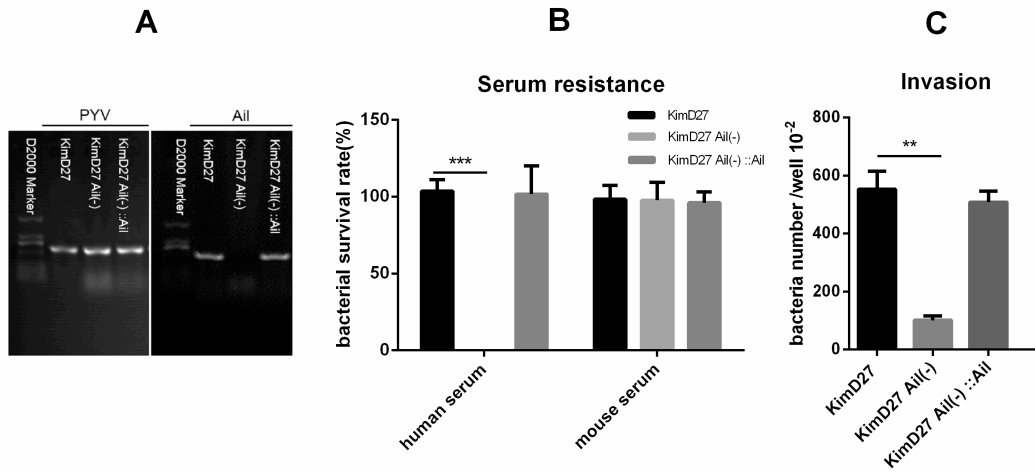 A
PYV
Ail
D2000 Marker
KimD27
KimD27 Ail(-)
KimD27 Ail(-) ::Ail
D2000 Marker
KimD27
KimD27 Ail(-)
KimD27 Ail(-) ::Ail
B
Serum resistance
KimD27
KimD27 Ail(-)
KimD27 Ail(-) ::Ail
bacterial survival rate(%)
150
100
50
0
***
human serum
mouse serum
C
Invasion
bacteria number /well 10-2
800
600
400
200
0
**
KimD27
KimD27 Ail(-)
KimD27 Ail(-) ::Ail